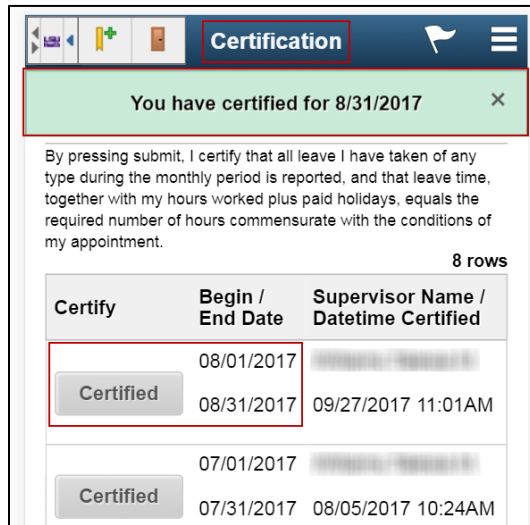 Certification
You have certified for 8/31/2017 ×
By pressing submit, I certify that all leave I have taken of any
type during the monthly period is reported, and that leave time,
together with my hours worked plus paid holidays, equals the
required number of hours commensurate with the conditions of
my appointment.
8 rows
Certify
Begin /
End Date
Supervisor Name /
Datetime Certified
Certified
08/01/2017
08/31/2017
09/27/2017 11:01AM
Certified
07/01/2017
07/31/2017
08/05/2017 10:24AM